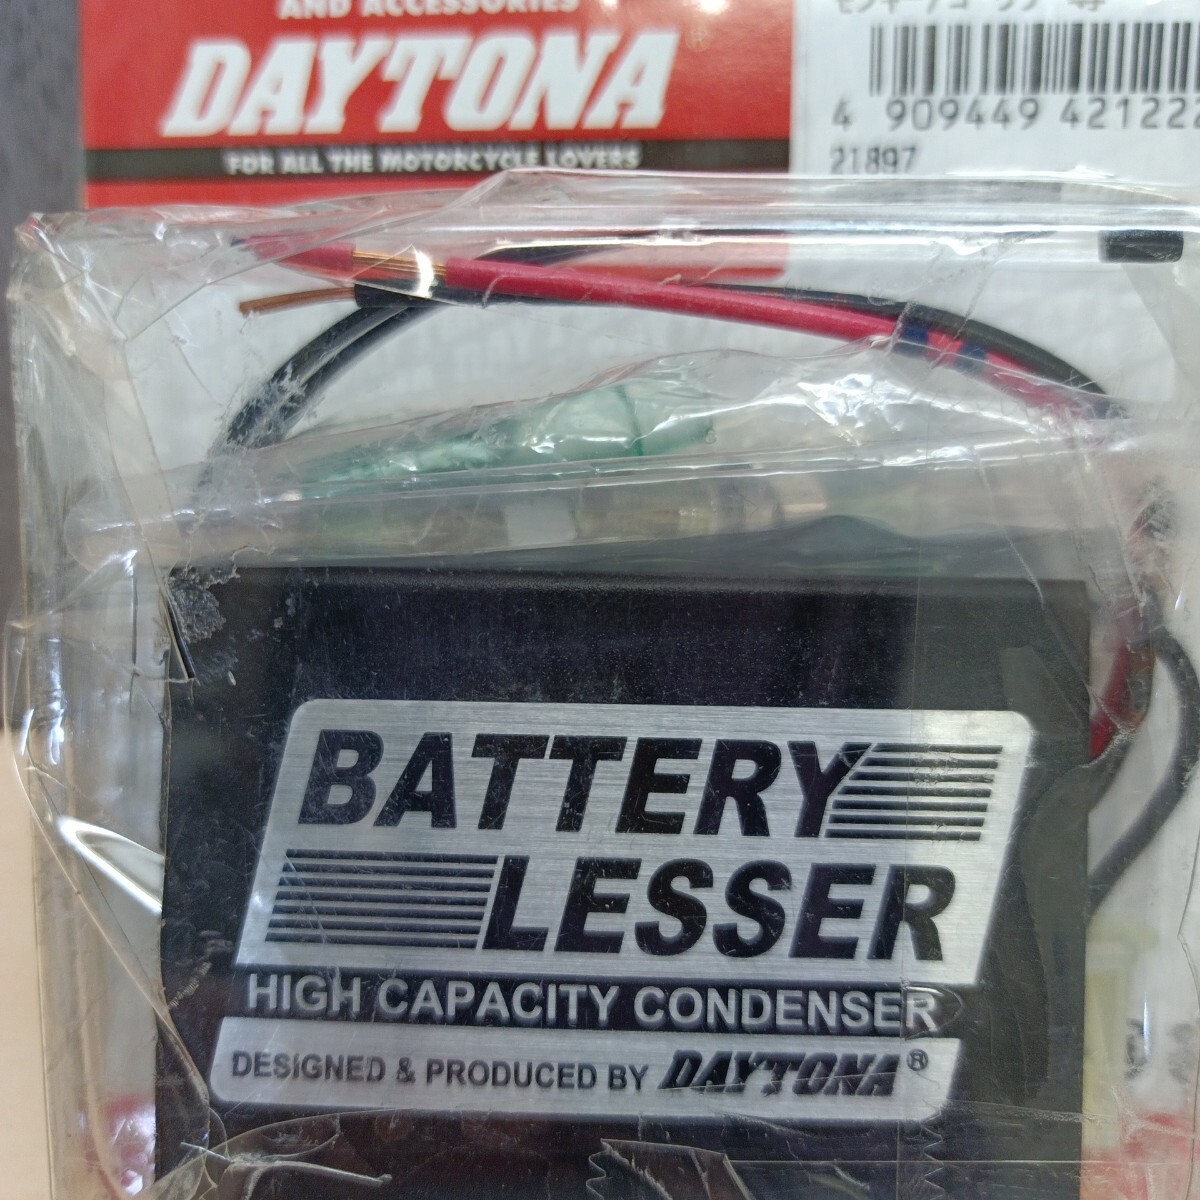 AND ACCESSORIES
DAYTONA
FOR ALL THE MOTORCYCLE LOVERS
4 909449 421222
21897
BATTERY
LESSER
HIGH CAPACITY CONDENSER
DESIGNED & PRODUCED BY DAYTONA®